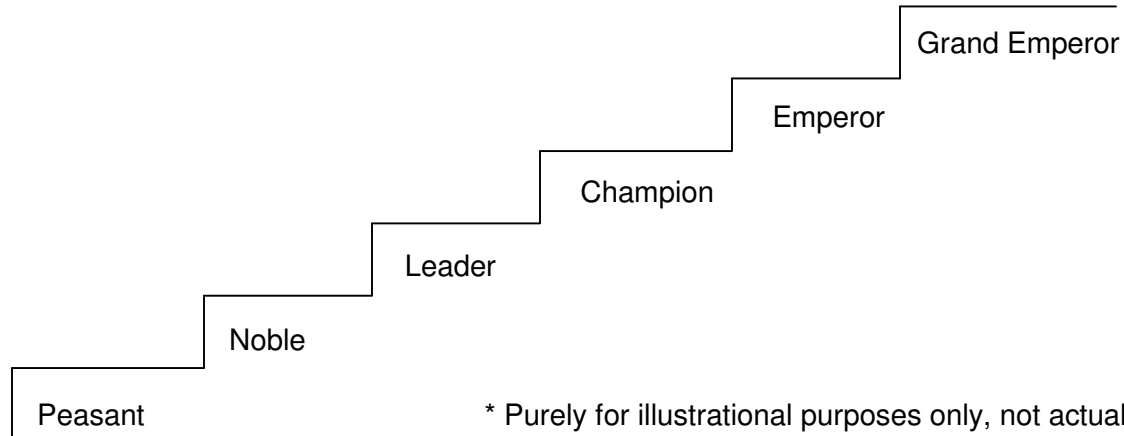 Grand Emperor
Emperor
Champion
Leader
Noble
Peasant
* Purely for illustrational purposes only, not actual